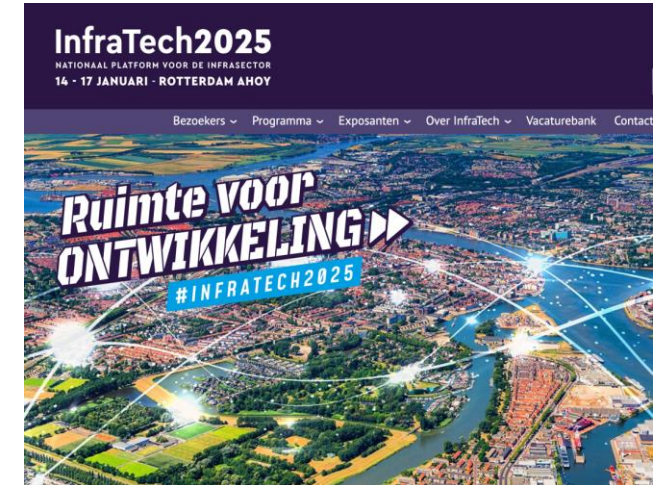 InfraTech2025
NATIONAAL PLATFORM VOOR DE INFRASECTOR
14 - 17 JANUARI - ROTTERDAM AHOY
Bezoekers Programma Exposanten Over InfraTech Vacaturebank Contact
Ruimte voor
ONTWIKKELING
#INFRATECH2025